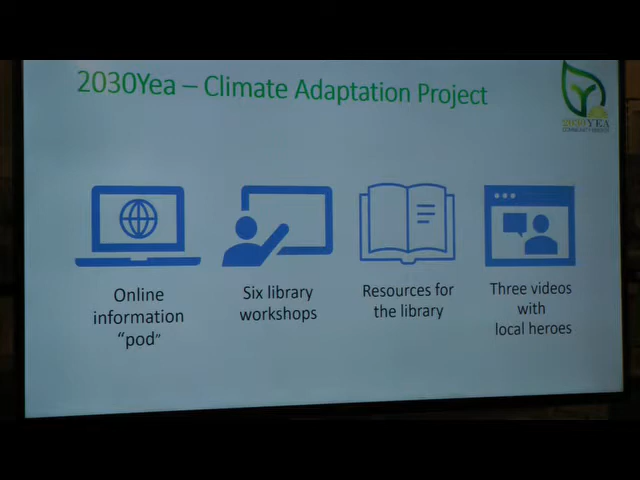 2030Yea – Climate Adaptation Project
2030YEA
Online
information
“pod”
Six library
workshops
Resources for
the library
Three videos
with
local heroes